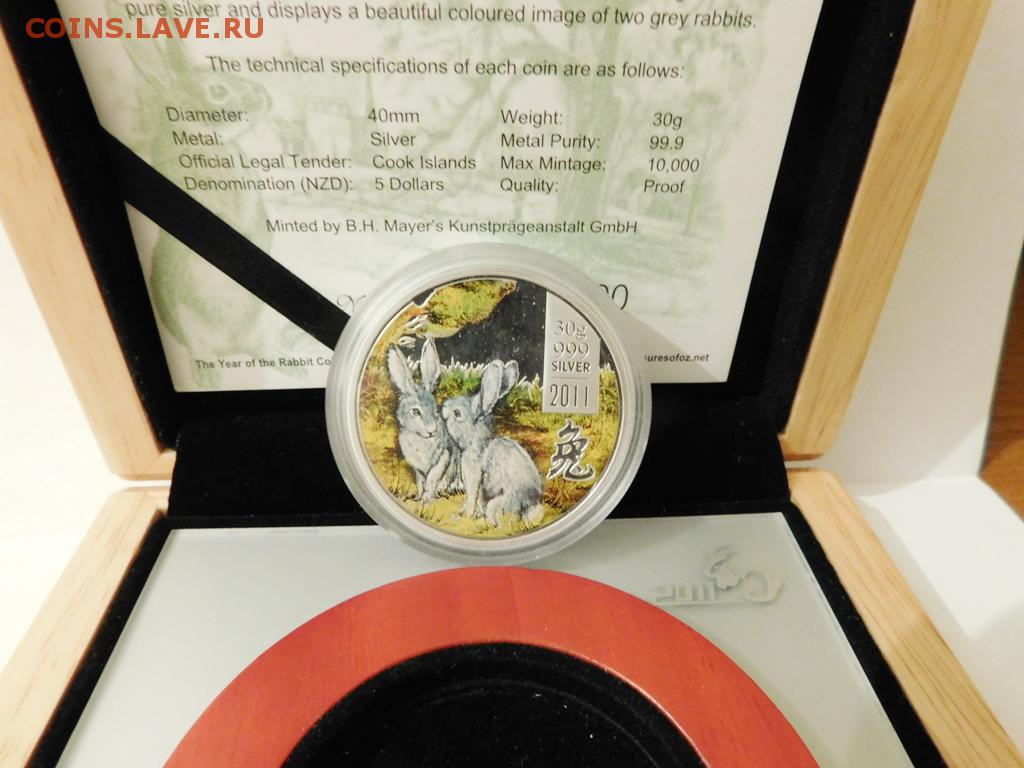 COINS.LAVE.RU
pure silver and displays a beautiful coloured image of two grey rabbits.
The technical specifications of each coin are as follows:
Diameter: 40mm Weight: 30g
Metal: Silver Metal Purity: 99.9
Official Legal Tender: Cook Islands Max Mintage: 10,000
Denomination (NZD): 5 Dollars Quality: Proof
Minted by B.H. Mayer's Kunstprägeanstalt GmbH
The Year of the Rabbit
30g
999
SILVER
2011
兔
2011